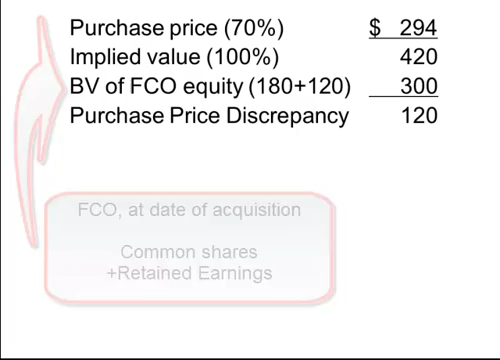 Purchase price (70%) $ 294
Implied value (100%) 420
BV of FCO equity (180+120) 300
Purchase Price Discrepancy 120
FCO, at date of acquisition
Common shares
+Retained Earnings